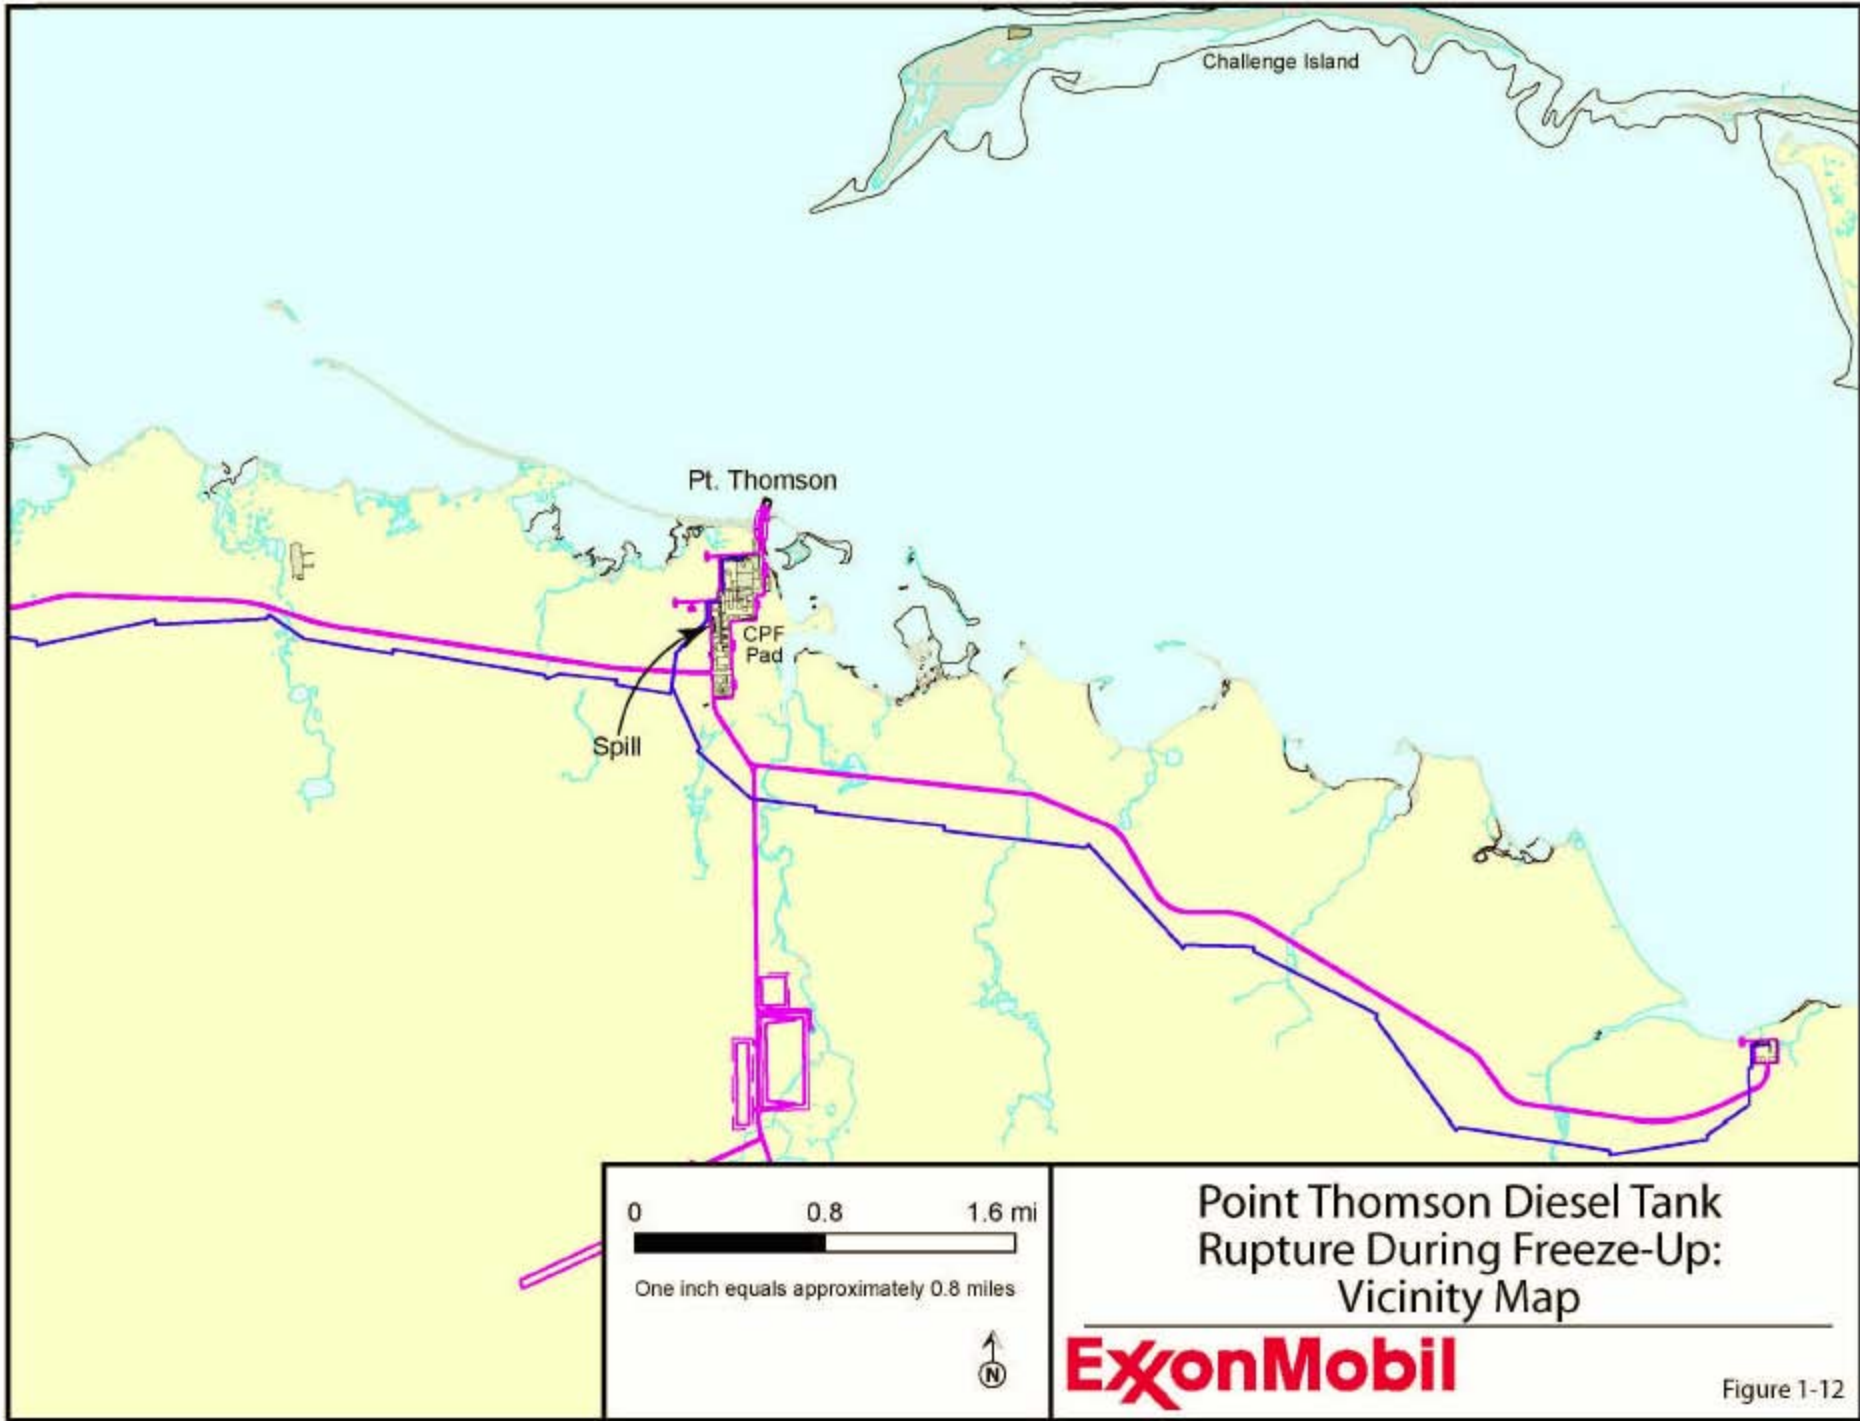 Challenge Island
Pt. Thomson
CPF
Pad
Spill
0 0.8 1.6 mi
One inch equals approximately 0.8 miles
N
Point Thomson Diesel Tank
Rupture During Freeze-Up:
Vicinity Map
ExxonMobil
Figure 1-12